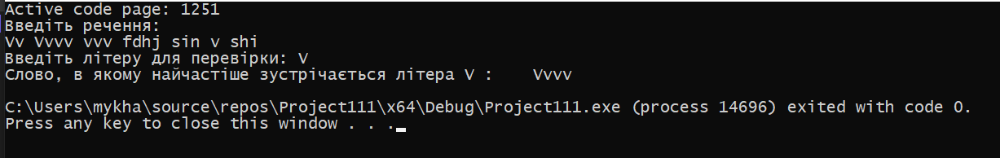 Active code page: 1251
Введіть речення:
Vv Vvvv vvv fdhj sin v shi
Введіть літеру для перевірки: V
Слово, в якому найчастіше зустрічається літера V :    Vvvv
C:\Users\mykha\source\repos\Project111\x64\Debug\Project111.exe (process 14696) exited with code 0.
Press any key to close this window . . .